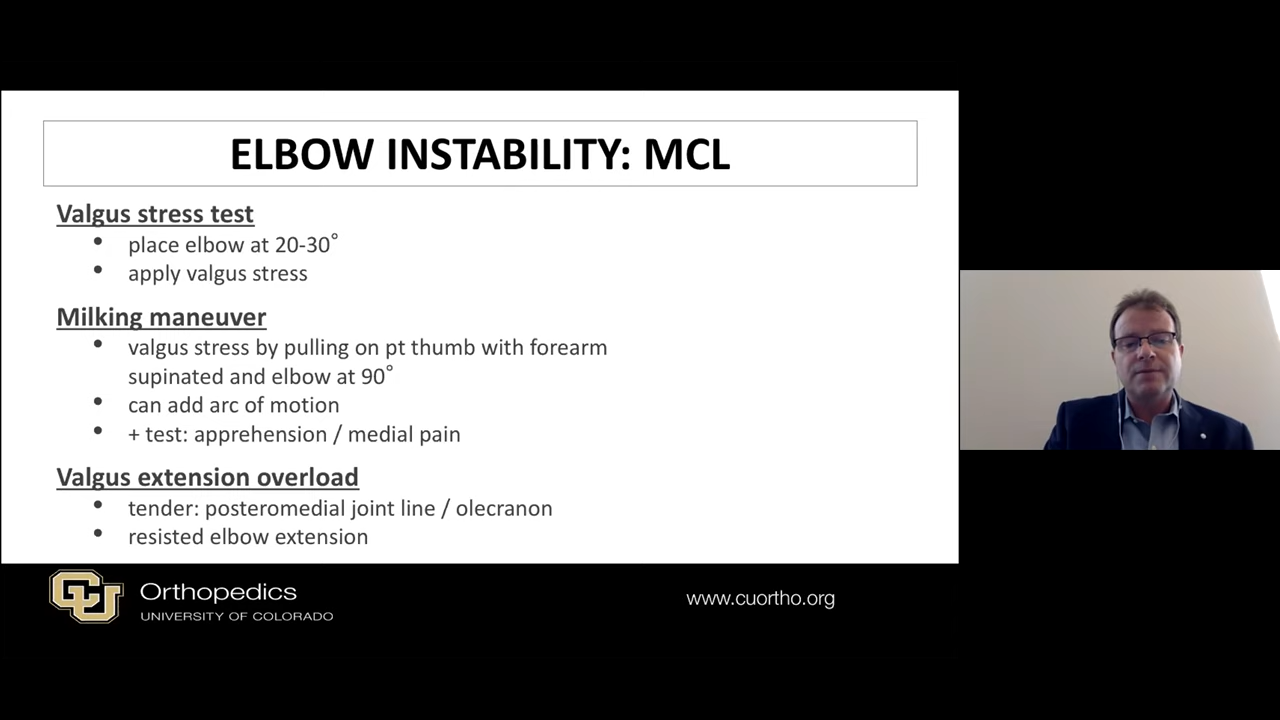 ELBOW INSTABILITY: MCL
Valgus stress test
• place elbow at 20-30°
• apply valgus stress
Milking maneuver
• valgus stress by pulling on pt thumb with forearm
supinated and elbow at 90°
• can add arc of motion
• + test: apprehension / medial pain
Valgus extension overload
• tender: posteromedial joint line / olecranon
• resisted elbow extension
CU
Orthopedics
UNIVERSITY OF COLORADO
www.cuortho.org